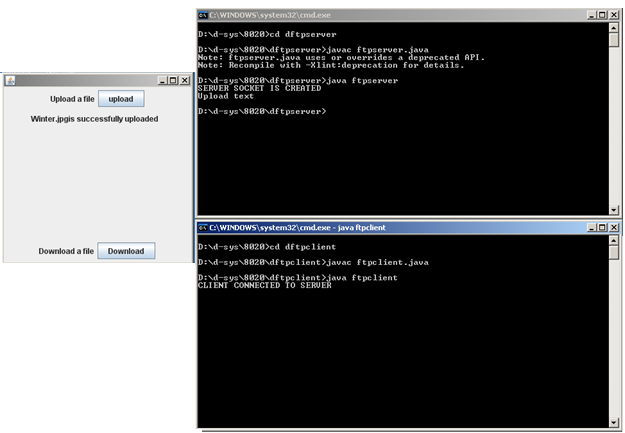 Upload a file upload
Winter.jpgis successfully uploaded
Download a file Download
C:\WINDOWS\system32\cmd.exe
D:\d-sys\8020>cd dftpserver
D:\d-sys\8020\dftpserver>javac ftpserver.java
Note: ftpserver.java uses or overrides a deprecated API.
Note: Recompile with -Xlint:deprecation for details.
D:\d-sys\8020\dftpserver>java ftpserver
SERVER SOCKET IS CREATED
Upload text
D:\d-sys\8020\dftpserver>
C:\WINDOWS\system32\cmd.exe - java ftpclient
D:\d-sys\8020>cd dftpclient
D:\d-sys\8020\dftpclient>javac ftpclient.java
D:\d-sys\8020\dftpclient>java ftpclient
CLIENT CONNECTED TO SERVER